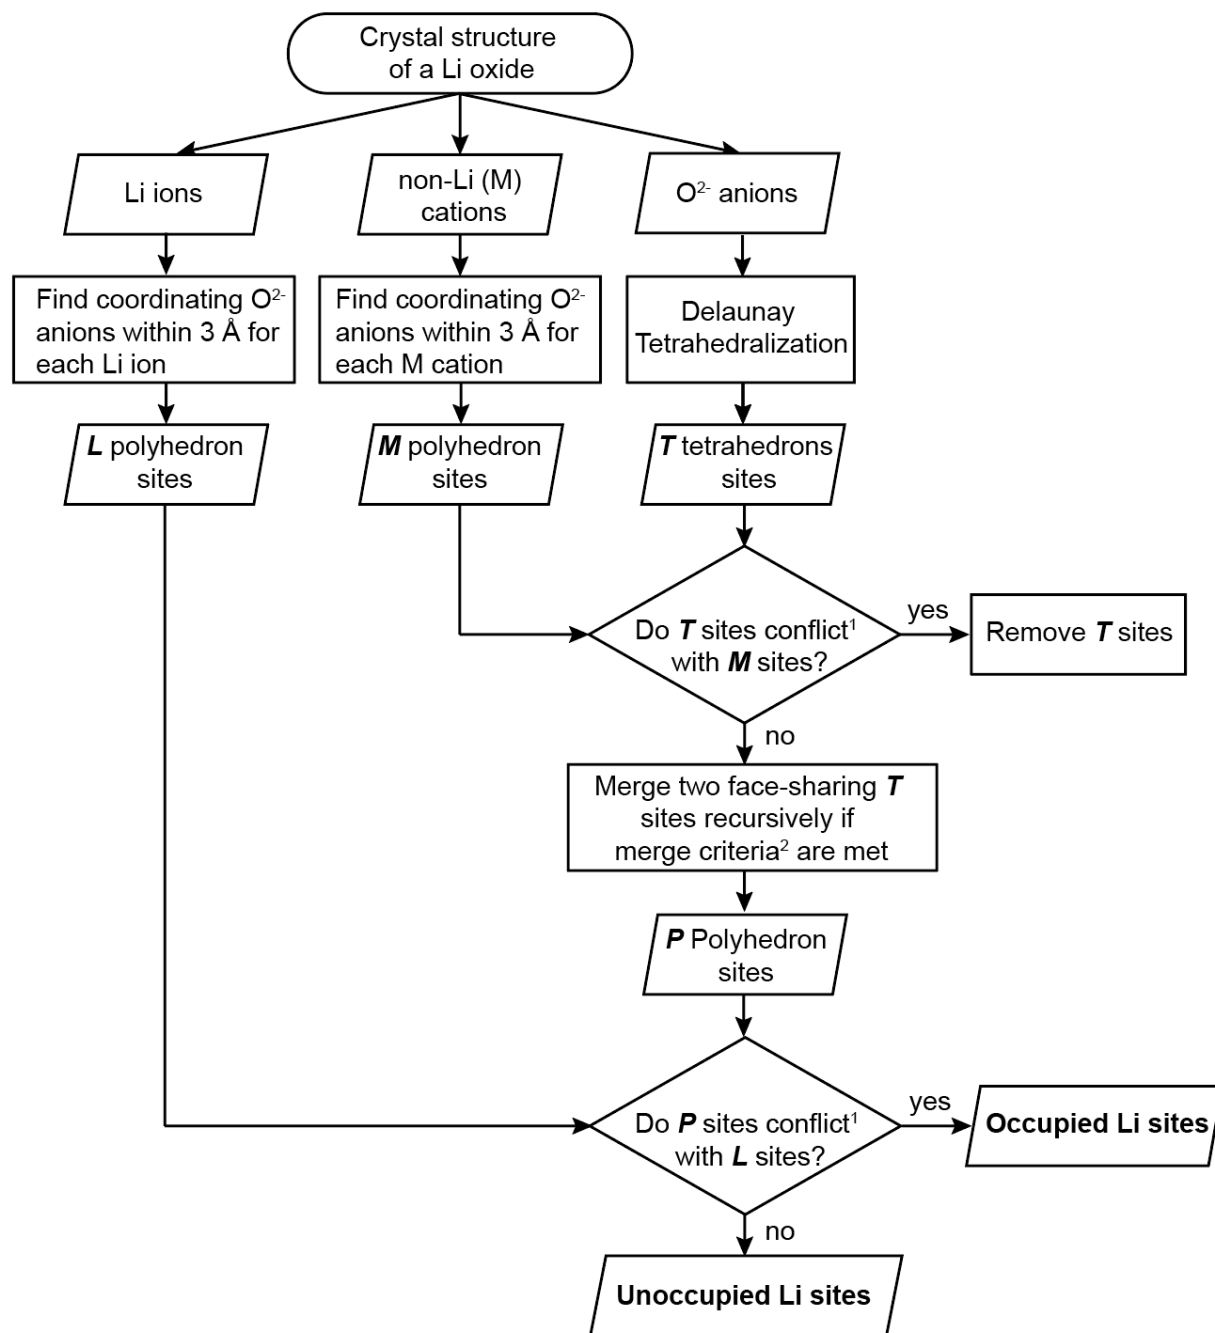 Crystal structure
of a Li oxide
Li ions
non-Li (M)
cations
O²⁻ anions
Find coordinating O²⁻
anions within 3 Å for
each Li ion
Find coordinating O²⁻
anions within 3 Å for
each M cation
Delaunay
Tetrahedralization
L polyhedron
sites
M polyhedron
sites
T tetrahedrons
sites
Do T sites conflict¹
with M sites?
yes
Remove T sites
no
Merge two face-sharing T
sites recursively if
merge criteria² are met
P Polyhedron
sites
Do P sites conflict¹
with L sites?
yes
Occupied Li sites
no
Unoccupied Li sites